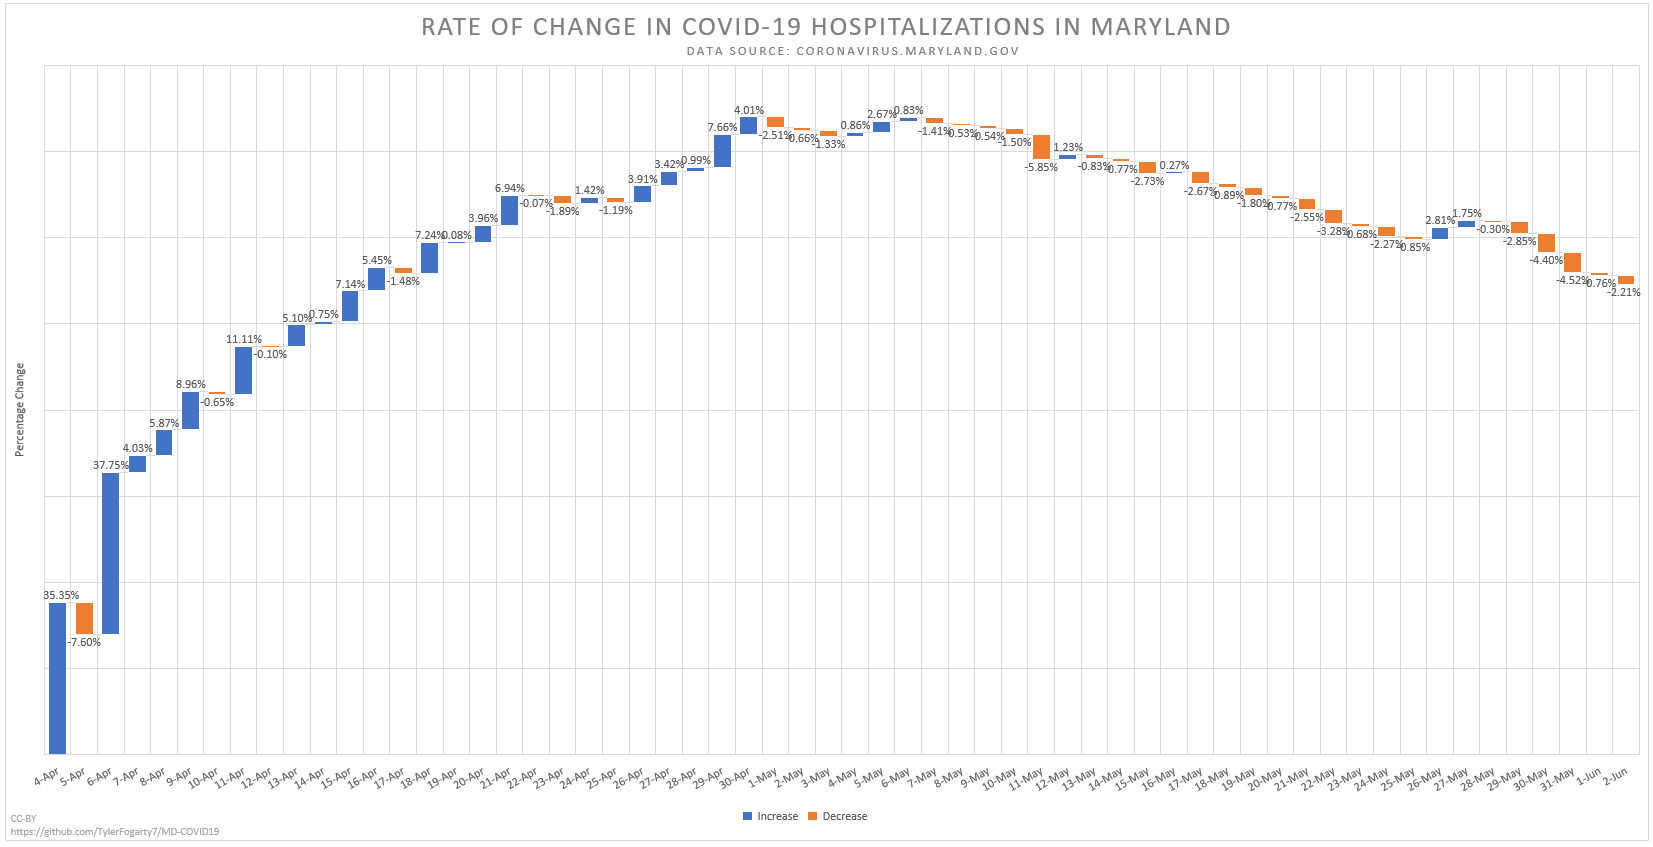 RATE OF CHANGE IN COVID-19 HOSPITALIZATIONS IN MARYLAND
DATA SOURCE: CORONAVIRUS.MARYLAND.GOV
Percentage Change
35.35%
-7.60%
37.75%
4.03%
5.87%
8.96%
-0.65%
11.11%
-0.10%
5.10%
0.75%
7.14%
5.45%
-1.48%
7.24%
0.08%
3.96%
6.94%
-0.07%
-1.89%
1.42%
-1.19%
3.91%
3.42%
0.99%
7.66%
4.01%
-2.51%
-0.66%
-1.33%
0.86%
2.67%
0.83%
-1.41%
-0.53%
-0.54%
-1.50%
-5.85%
1.23%
-0.83%
-0.77%
-2.73%
0.27%
-2.67%
-0.89%
-1.80%
-0.77%
-2.55%
-3.28%
-0.68%
-2.27%
-0.85%
2.81%
1.75%
-0.30%
-2.85%
-4.40%
-4.52%
-0.76%
-2.21%
4-Apr
5-Apr
6-Apr
7-Apr
8-Apr
9-Apr
10-Apr
11-Apr
12-Apr
13-Apr
14-Apr
15-Apr
16-Apr
17-Apr
18-Apr
19-Apr
20-Apr
21-Apr
22-Apr
23-Apr
24-Apr
25-Apr
26-Apr
27-Apr
28-Apr
29-Apr
30-Apr
1-May
2-May
3-May
4-May
5-May
6-May
7-May
8-May
9-May
10-May
11-May
12-May
13-May
14-May
15-May
16-May
17-May
18-May
19-May
20-May
21-May
22-May
23-May
24-May
25-May
26-May
27-May
28-May
29-May
30-May
31-May
1-Jun
2-Jun
Increase
Decrease
CC-BY
https://github.com/TylerFogarty7/MD-COVID19